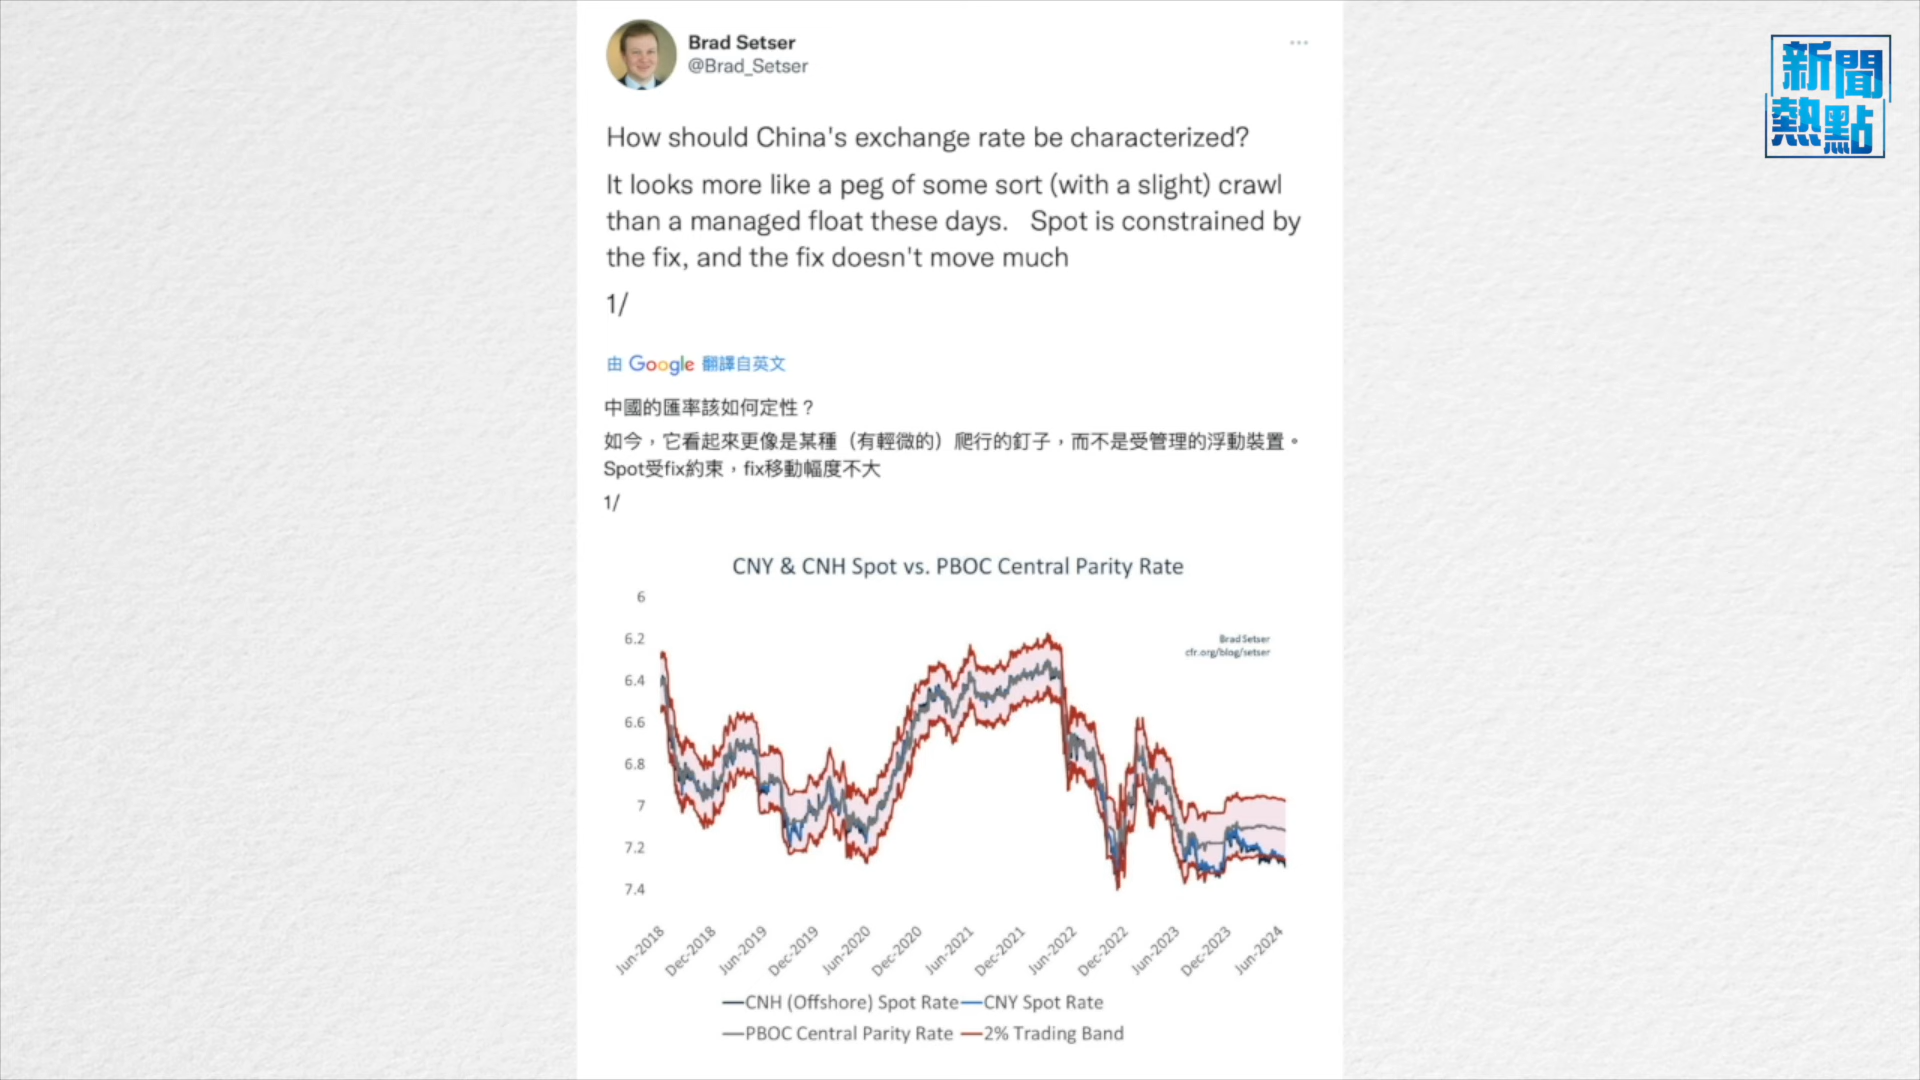 Brad Setser
@Brad_Setser
新聞
熱點
How should China's exchange rate be characterized?
It looks more like a peg of some sort (with a slight) crawl
than a managed float these days. Spot is constrained by
the fix, and the fix doesn't move much
1/
由 Google 翻譯自英文
中國的匯率該如何定性？
如今，它看起來更像是某種（有輕微的）爬行的釘子，而不是受管理的浮動裝置。
Spot受fix約束，fix移動幅度不大
1/
CNY & CNH Spot vs. PBOC Central Parity Rate
6
6.2
6.4
6.6
6.8
7
7.2
7.4
Brad Setser
cfr.org/blog/setser
Jun-2018
Dec-2018
Jun-2019
Dec-2019
Jun-2020
Dec-2020
Jun-2021
Dec-2021
Jun-2022
Dec-2022
Jun-2023
Dec-2023
Jun-2024
CNH (Offshore) Spot Rate
CNY Spot Rate
PBOC Central Parity Rate
2% Trading Band